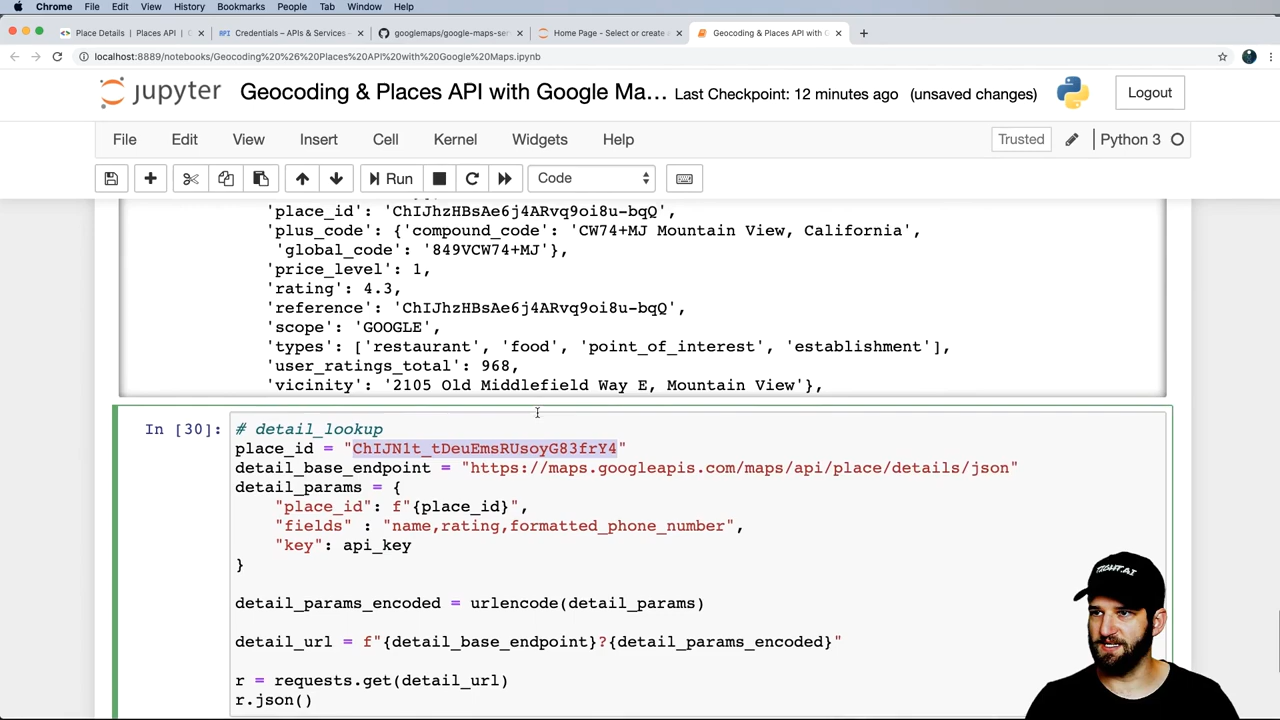 Chrome File Edit View History Bookmarks People Tab Window Help
Place Details | Places API | G
Credentials – APIs & Services -
googlemaps/google-maps-ser
Home Page - Select or create a
Geocoding & Places API with G
localhost:8889/notebooks/Geocoding%20%26%20Places%20API%20with%20Google%20Maps.ipynb
jupyter Geocoding & Places API with Google Ma... Last Checkpoint: 12 minutes ago (unsaved changes)
Logout
File Edit View Insert Cell Kernel Widgets Help
Trusted Python 3
Run Code
'place_id': 'ChIJhzHBsAe6j4ARvq9oi8u-bqQ',
'plus_code': {'compound_code': 'CW74+MJ Mountain View, California',
'global_code': '849VCW74+MJ'},
'price_level': 1,
'rating': 4.3,
'reference': 'ChIJhzHBsAe6j4ARvq9oi8u-bqQ',
'scope': 'GOOGLE',
'types': ['restaurant', 'food', 'point_of_interest', 'establishment'],
'user_ratings_total': 968,
'vicinity': '2105 Old Middlefield Way E, Mountain View'},
In [30]: # detail_lookup
place_id = "ChIJN1t_tDeuEmsRUsoyG83frY4"
detail_base_endpoint = "https://maps.googleapis.com/maps/api/place/details/json"
detail_params = {
"place_id": f"{place_id}",
"fields" : "name,rating,formatted_phone_number",
"key": api_key
}
detail_params_encoded = urlencode(detail_params)
detail_url = f"{detail_base_endpoint}?{detail_params_encoded}"
r = requests.get(detail_url)
r.json()